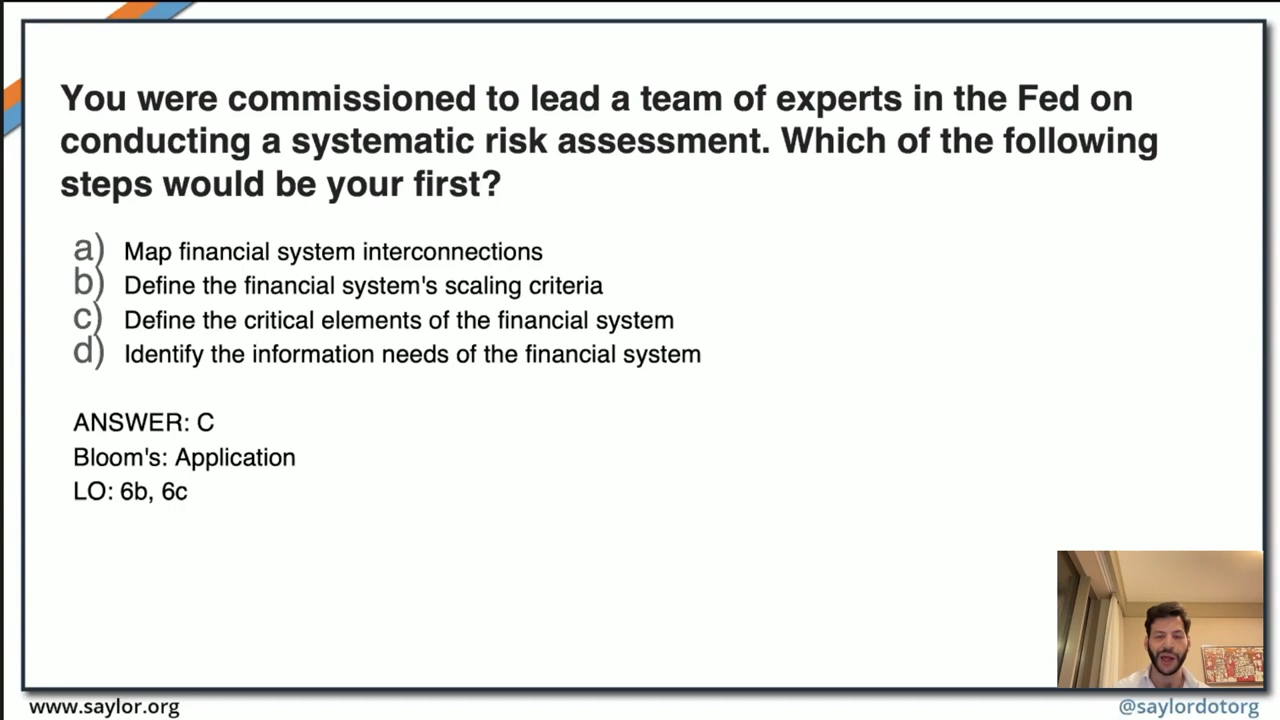 You were commissioned to lead a team of experts in the Fed on
conducting a systematic risk assessment. Which of the following
steps would be your first?
a) Map financial system interconnections
b) Define the financial system's scaling criteria
c) Define the critical elements of the financial system
d) Identify the information needs of the financial system
ANSWER: C
Bloom's: Application
LO: 6b, 6c
www.saylor.org
@saylordotorg